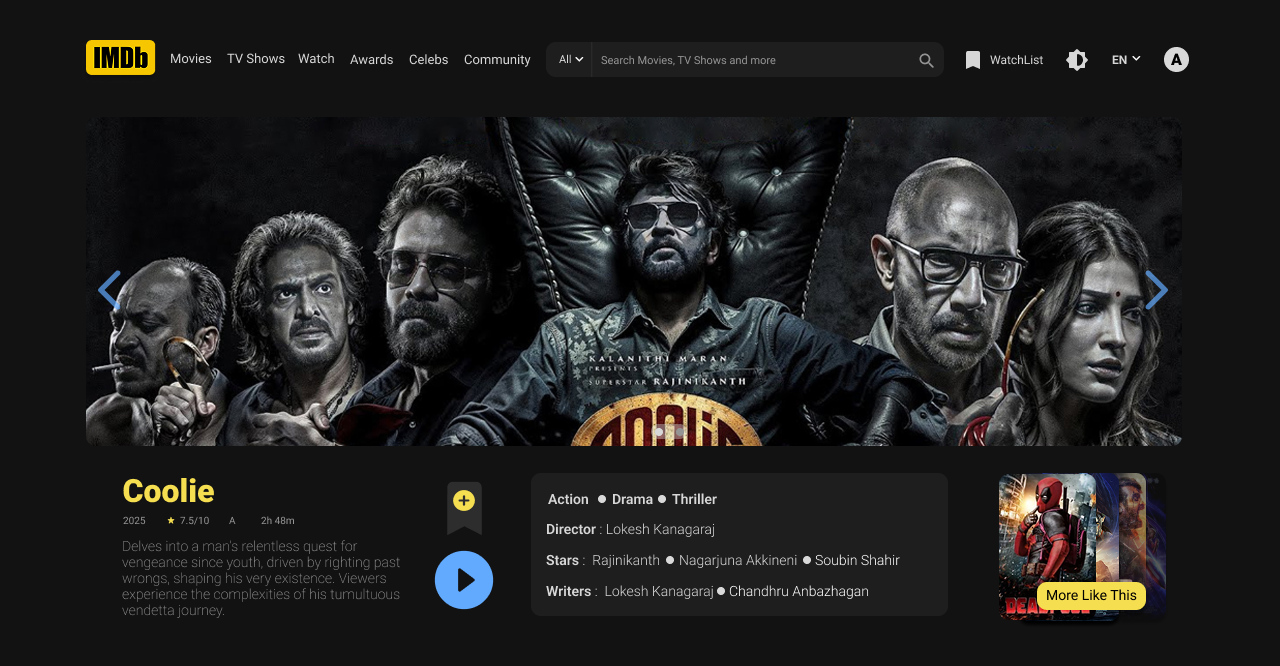 IMDb
Movies TV Shows Watch Awards Celebs Community
All Search Movies, TV Shows and more
WatchList
EN
A
KALANITHI MARAN
PRESENTS
SUPERSTAR RAJINIKANTH
Coolie
Coolie
2025 7.5/10 A 2h 48m
Delves into a man's relentless quest for
vengeance since youth, driven by righting past
wrongs, shaping his very existence. Viewers
experience the complexities of his tumultuous
vendetta journey.
Action ● Drama ● Thriller
Director : Lokesh Kanagaraj
Stars : Rajinikanth ● Nagarjuna Akkineni ● Soubin Shahir
Writers : Lokesh Kanagaraj ● Chandhru Anbazhagan
More Like This